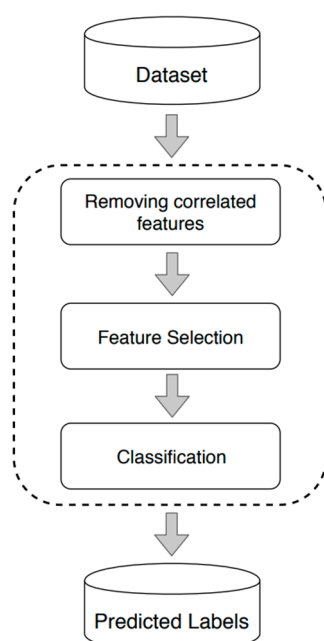 Dataset
Removing correlated
features
Feature Selection
Classification
Predicted Labels